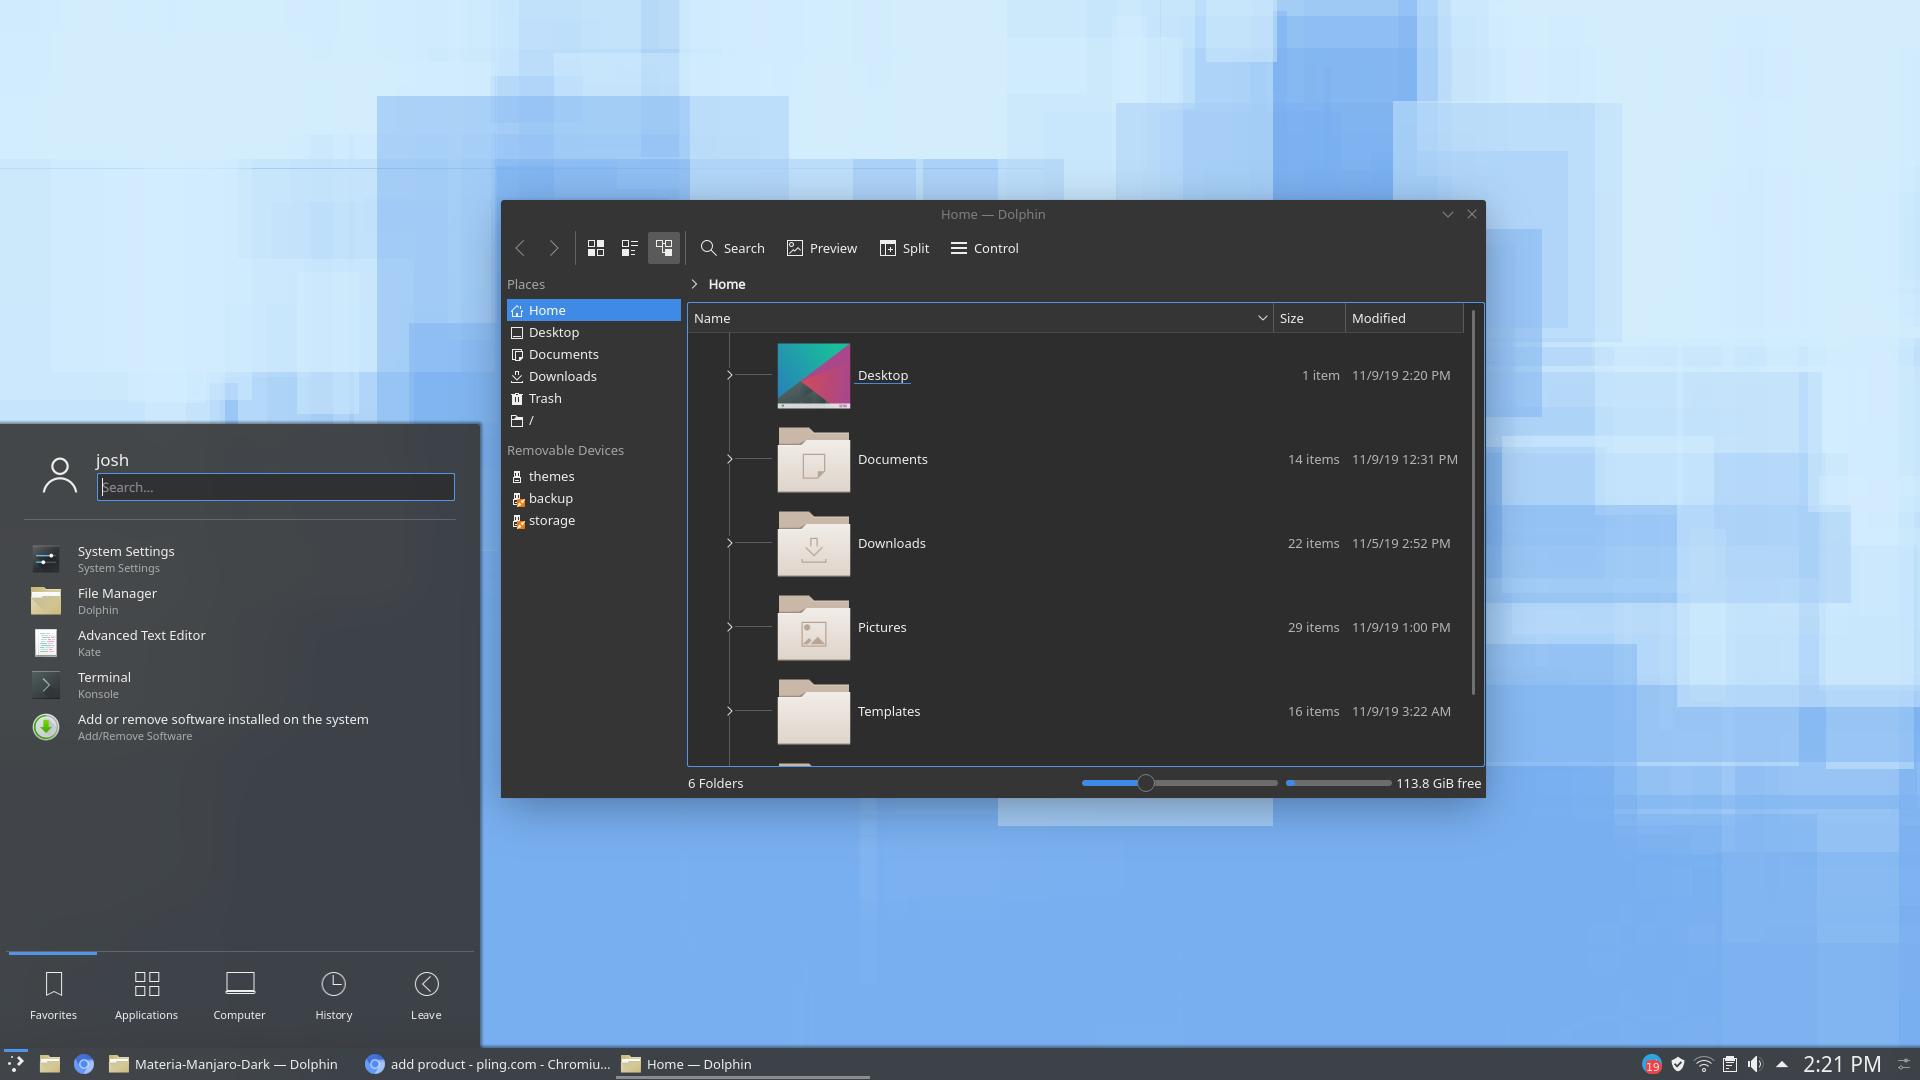 Home — Dolphin
Search
Preview
Split
Control
Places
Home
Home
Desktop
Documents
Downloads
Trash
/
Removable Devices
themes
backup
storage
Name
Size
Modified
Desktop
1 item
11/9/19 2:20 PM
Documents
14 items
11/9/19 12:31 PM
Downloads
22 items
11/5/19 2:52 PM
Pictures
29 items
11/9/19 1:00 PM
Templates
16 items
11/9/19 3:22 AM
6 Folders
113.8 GiB free
josh
Search...
System Settings
System Settings
File Manager
Dolphin
Advanced Text Editor
Kate
Terminal
Konsole
Add or remove software installed on the system
Add/Remove Software
Favorites
Applications
Computer
History
Leave
Materia-Manjaro-Dark — Dolphin
add product - pling.com - Chromiu...
Home — Dolphin
19
2:21 PM